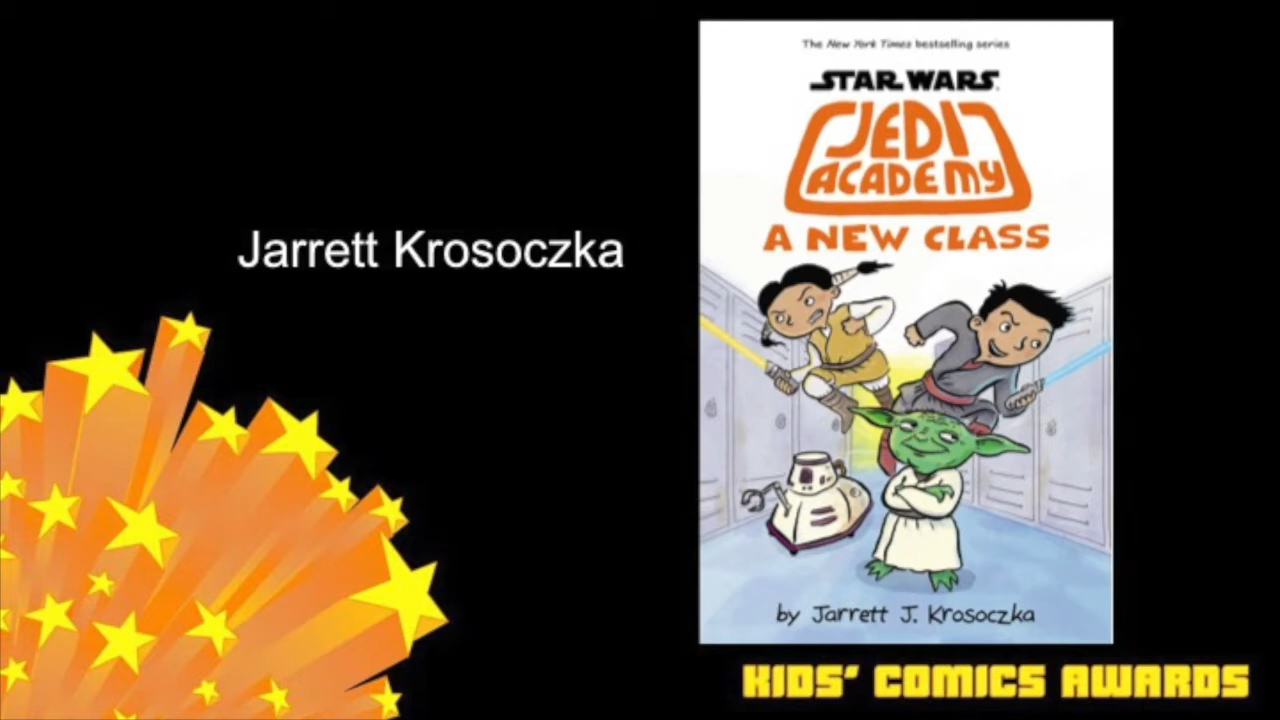 Jarrett Krosoczka
The New York Times bestselling series
STAR WARS
JEDI
ACADEMY
A NEW CLASS
by Jarrett J. Krosoczka
KIDS' COMICS AWARDS